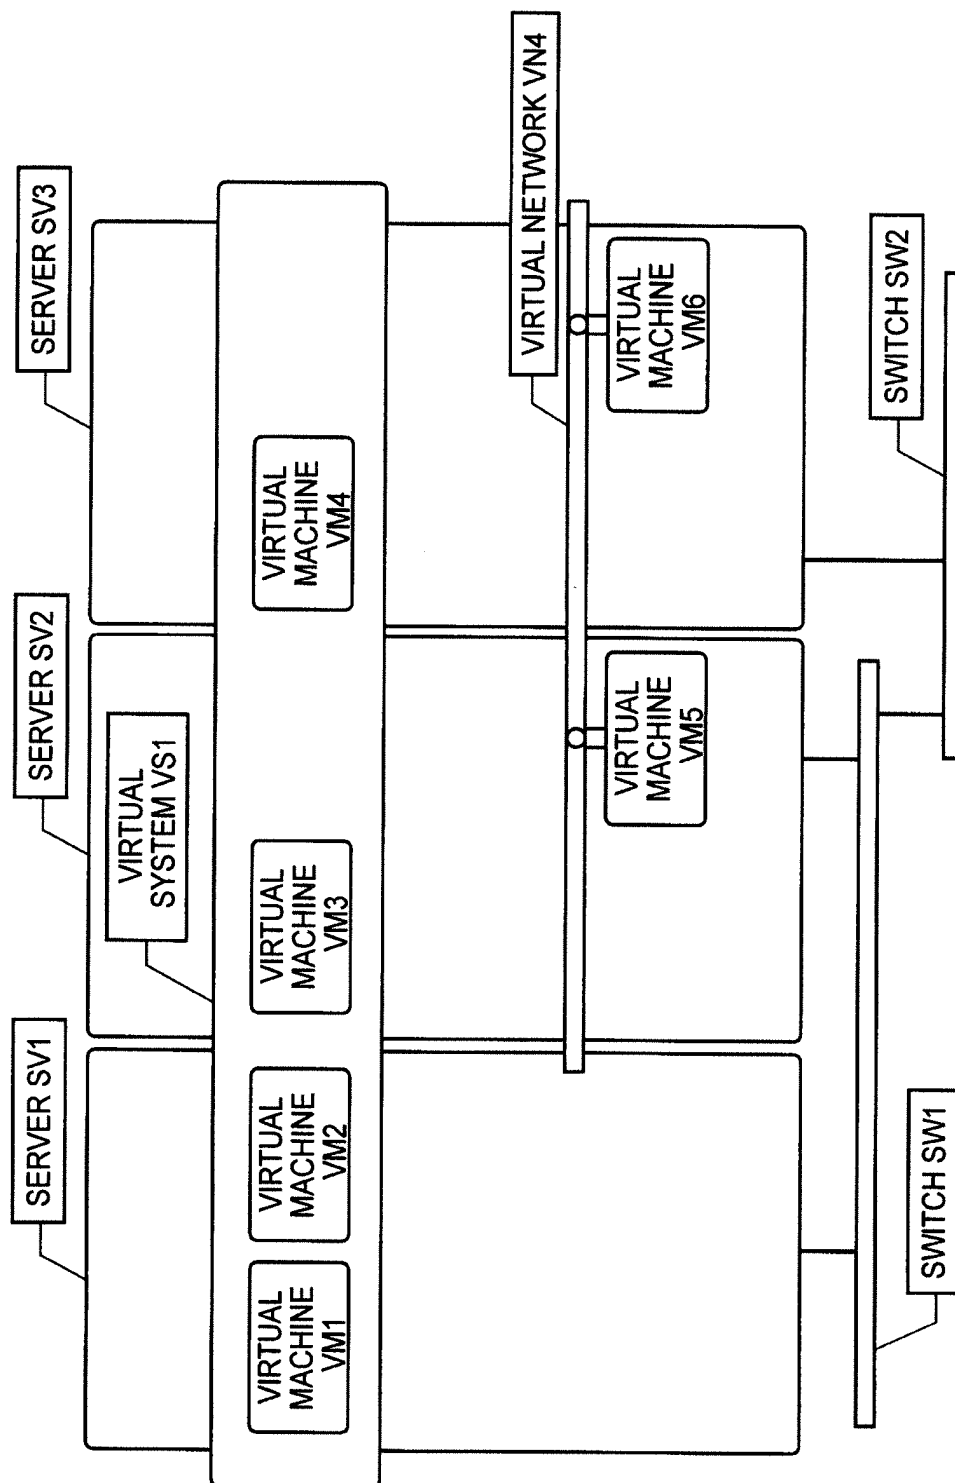 SERVER SV1
SERVER SV2
SERVER SV3
VIRTUAL
SYSTEM VS1
VIRTUAL
MACHINE
VM1
VIRTUAL
MACHINE
VM2
VIRTUAL
MACHINE
VM3
VIRTUAL
MACHINE
VM4
VIRTUAL NETWORK VN4
VIRTUAL
MACHINE
VM5
VIRTUAL
MACHINE
VM6
SWITCH SW1
SWITCH SW2